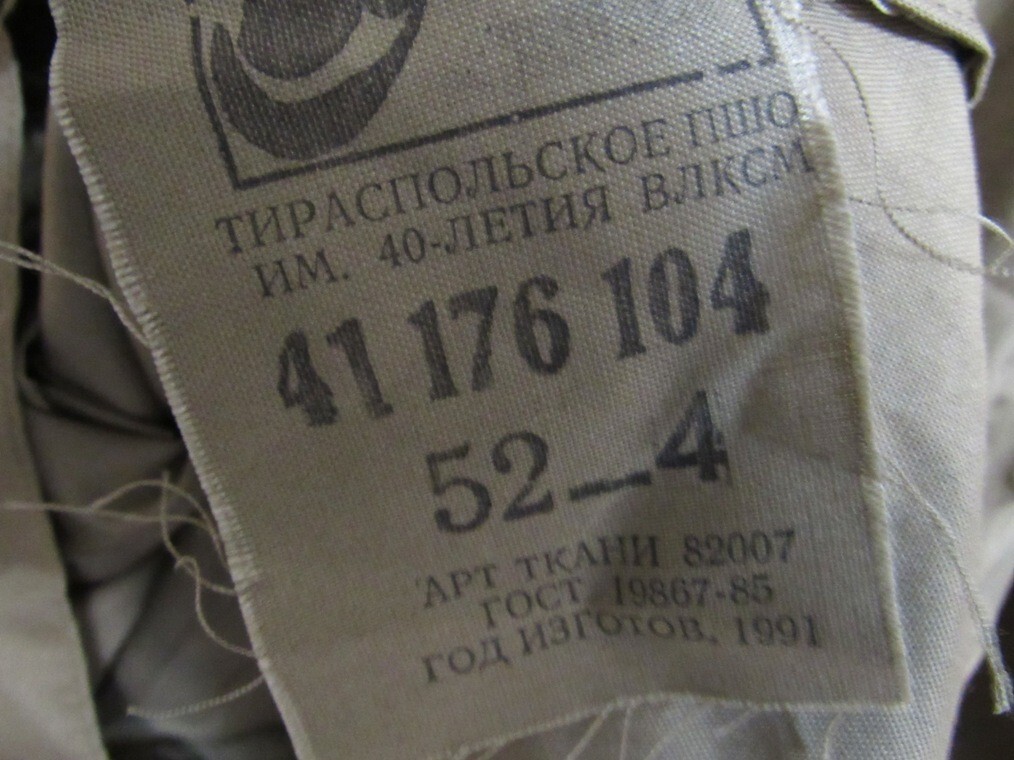 ТИРАСПОЛЬСКОЕ ПШО
ИМ. 40-ЛЕТИЯ ВЛКСМ
41 176 104
52-4
АРТ ТКАНИ 82007
ГОСТ 19867-85
ГОД ИЗГОТОВ. 1991